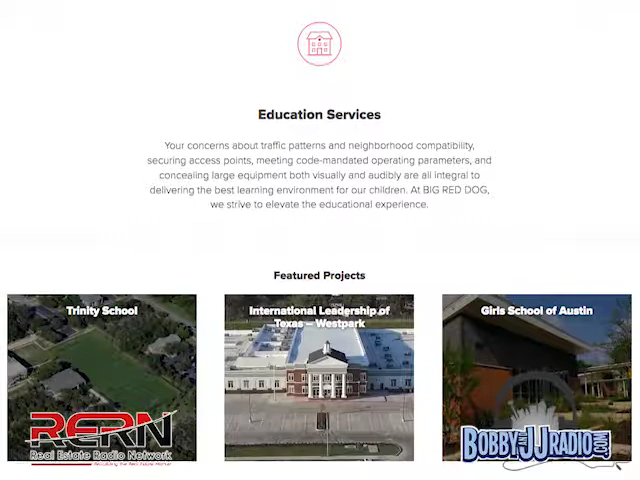 Education Services
Your concerns about traffic patterns and neighborhood compatibility,
securing access points, meeting code-mandated operating parameters, and
concealing large equipment both visually and audibly are all integral to
delivering the best learning environment for our children. At BIG RED DOG,
we strive to elevate the educational experience.
Featured Projects
Trinity School
International Leadership of
Texas – Westpark
Girls School of Austin
RERN
Real Estate Radio Network
BOBBY AND JJRADIO.COM